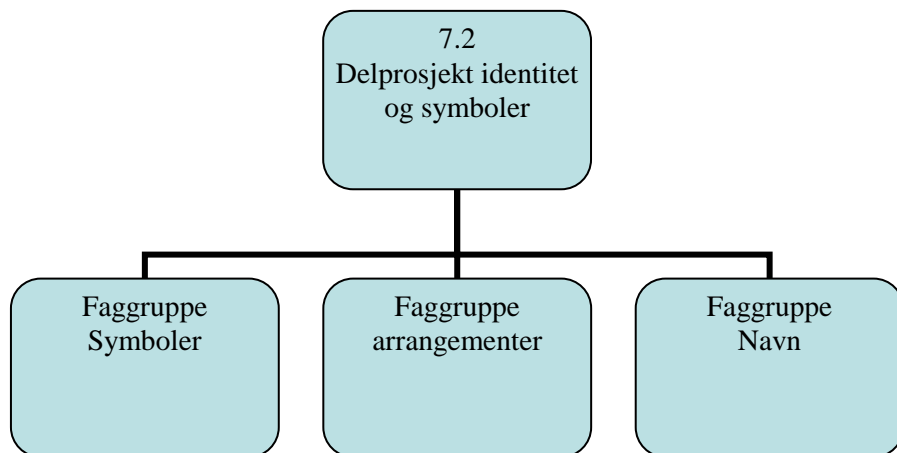 7.2
Delprosjekt identitet
og symboler
Faggruppe
Symboler
Faggruppe
arrangementer
Faggruppe
Navn